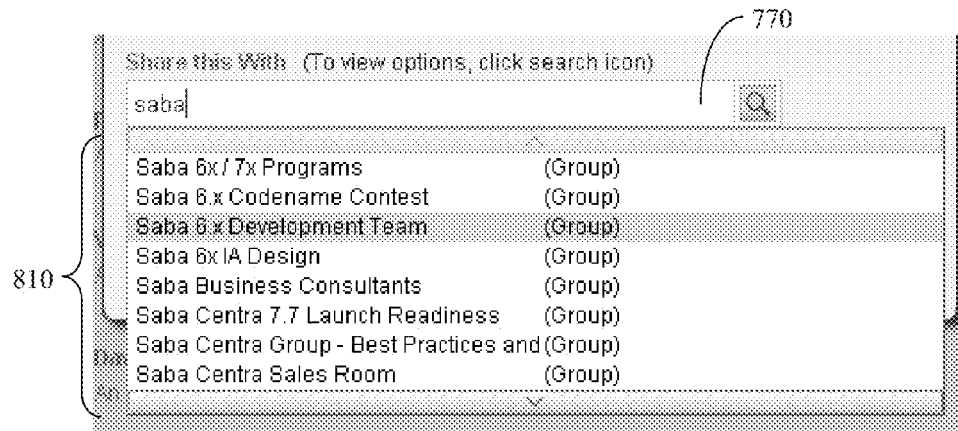 770
Share this With (To view options, click search icon)
saba
Saba 6x / 7x Programs (Group)
Saba 6.x Codename Contest (Group)
Saba 6.x Development Team (Group)
Saba 6x IA Design (Group)
810
Saba Business Consultants (Group)
Saba Centra 7.7 Launch Readiness (Group)
Saba Centra Group - Best Practices and (Group)
Saba Centra Sales Room (Group)